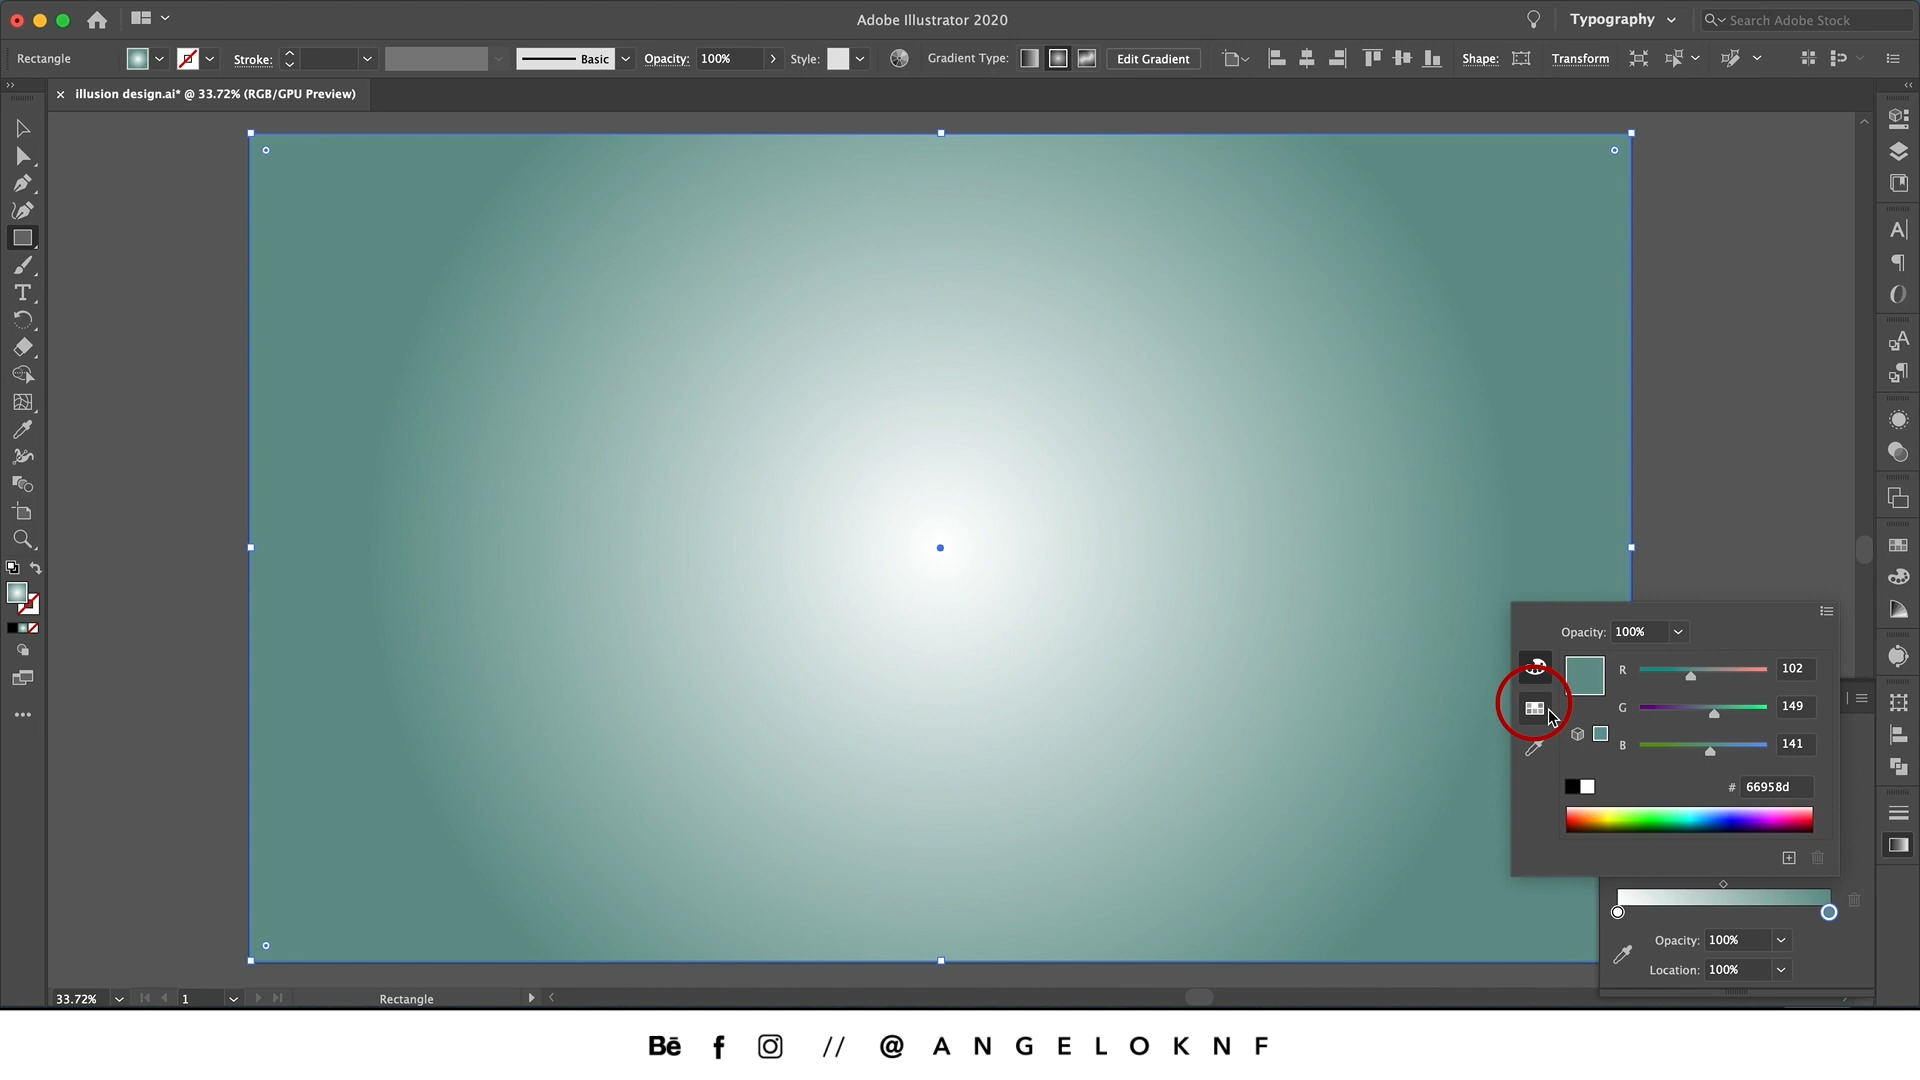 Adobe Illustrator 2020
Typography
Search Adobe Stock
Rectangle
Stroke:
Basic
Opacity: 100%
Style:
Gradient Type:
Edit Gradient
Shape:
Transform
illusion design.ai* @ 33.72% (RGB/GPU Preview)
Opacity: 100%
R 102
G 149
B 141
# 66958d
Opacity: 100%
Location: 100%
33.72%
1
Rectangle
Bē f // @ANGELOKNF